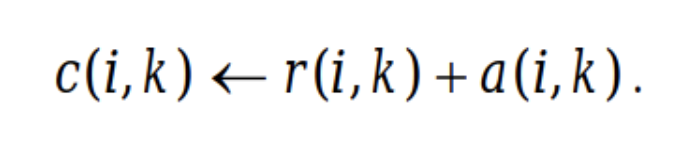 c(i,k) ← r(i,k) + a(i,k).